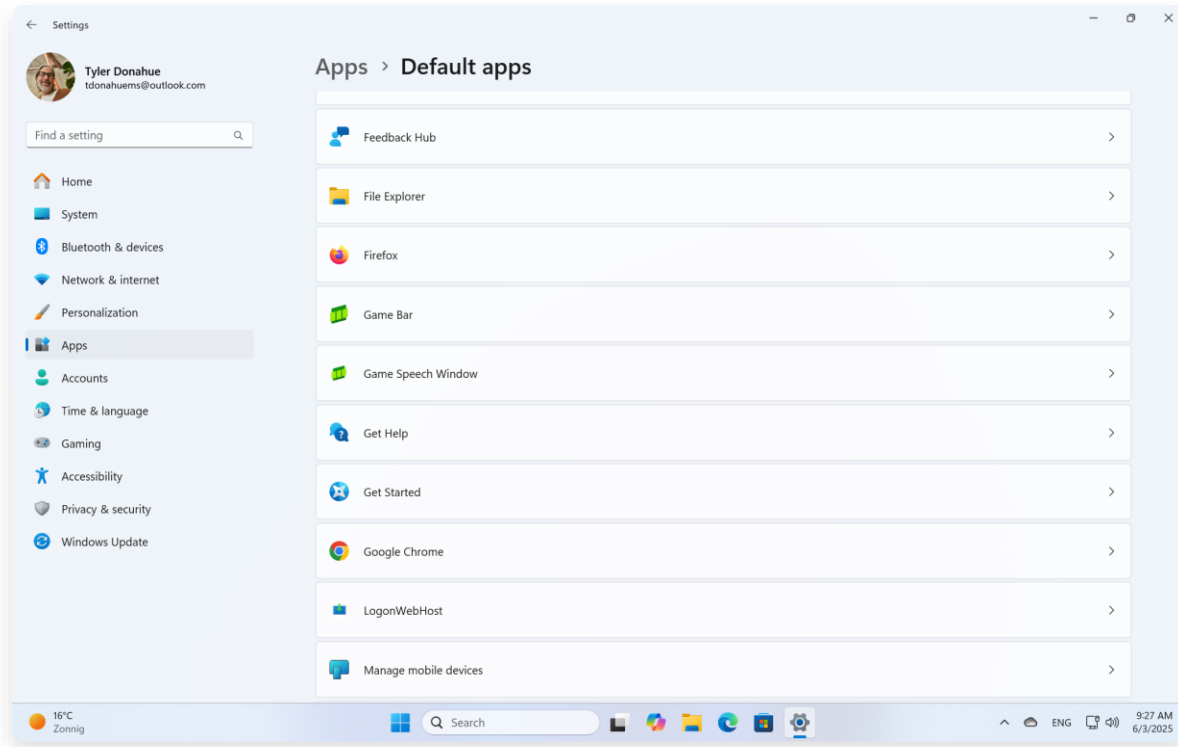 Settings
Tyler Donahue
tdonahuems@outlook.com
Find a setting
Home
System
Bluetooth & devices
Network & internet
Personalization
Apps
Accounts
Time & language
Gaming
Accessibility
Privacy & security
Windows Update
Apps > Default apps
Feedback Hub
File Explorer
Firefox
Game Bar
Game Speech Window
Get Help
Get Started
Google Chrome
LogonWebHost
Manage mobile devices
16°C
Zonnig
Search
ENG
9:27 AM
6/3/2025